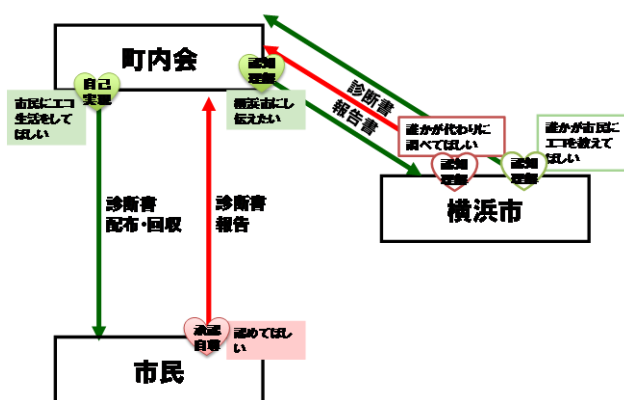 町内会
自己
実現
市民にエコ
生活をして
ほしい
認知
理解
横浜市にし
伝えたい
診断書
報告書
誰かが代わりに
調べてほしい
誰かが市民に
エコを教えて
ほしい
認知
理解
認知
理解
横浜市
診断書
配布・回収
診断書
報告
承認
自尊
認めてほし
い
市民